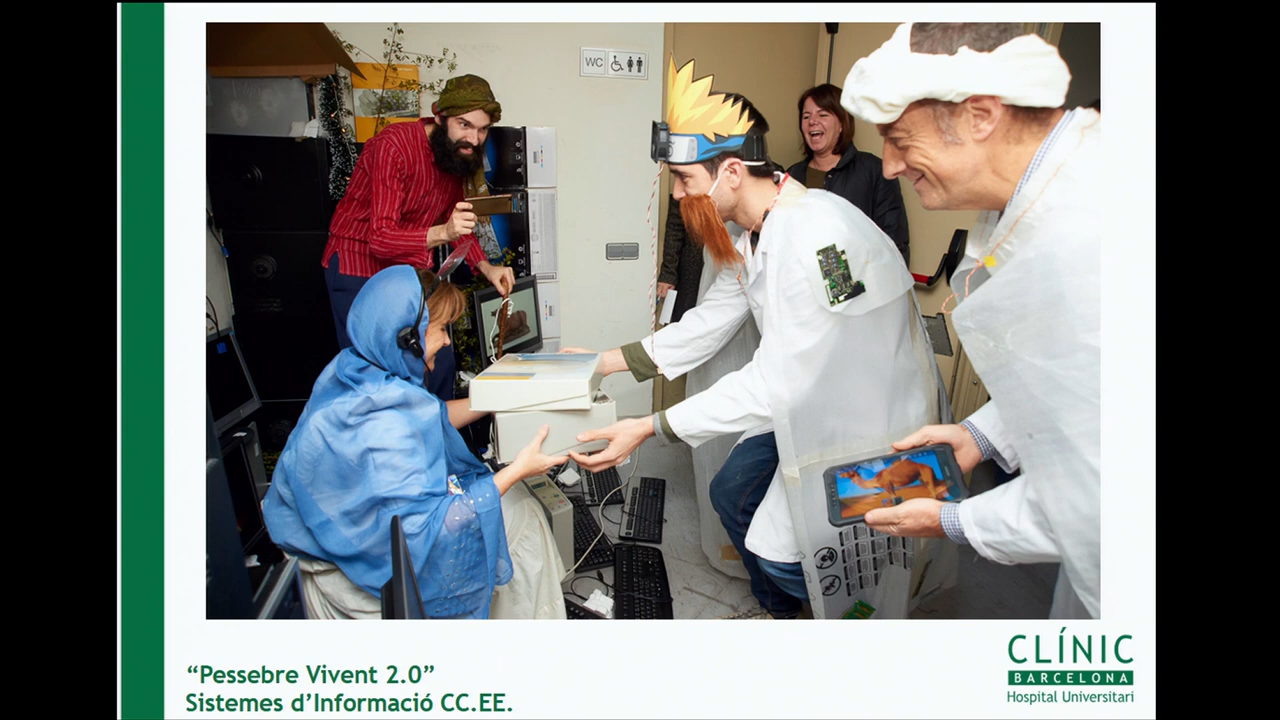 WC
“Pessebre Vivent 2.0”
Sistemes d’Informació CC.EE.
CLÍNIC
BARCELONA
Hospital Universitari